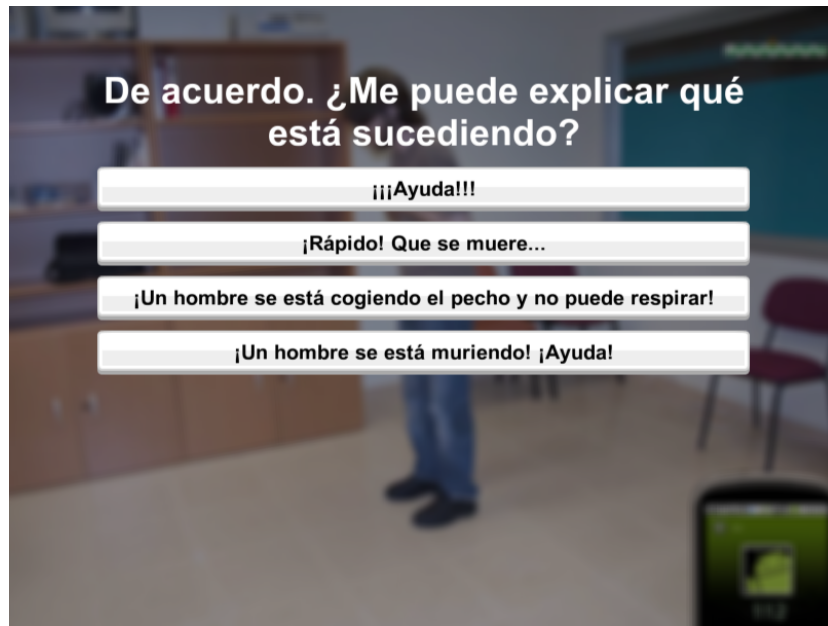 De acuerdo. ¿Me puede explicar qué
está sucediendo?
¡¡¡Ayuda!!!
¡Rápido! Que se muere...
¡Un hombre se está cogiendo el pecho y no puede respirar!
¡Un hombre se está muriendo! ¡Ayuda!
112